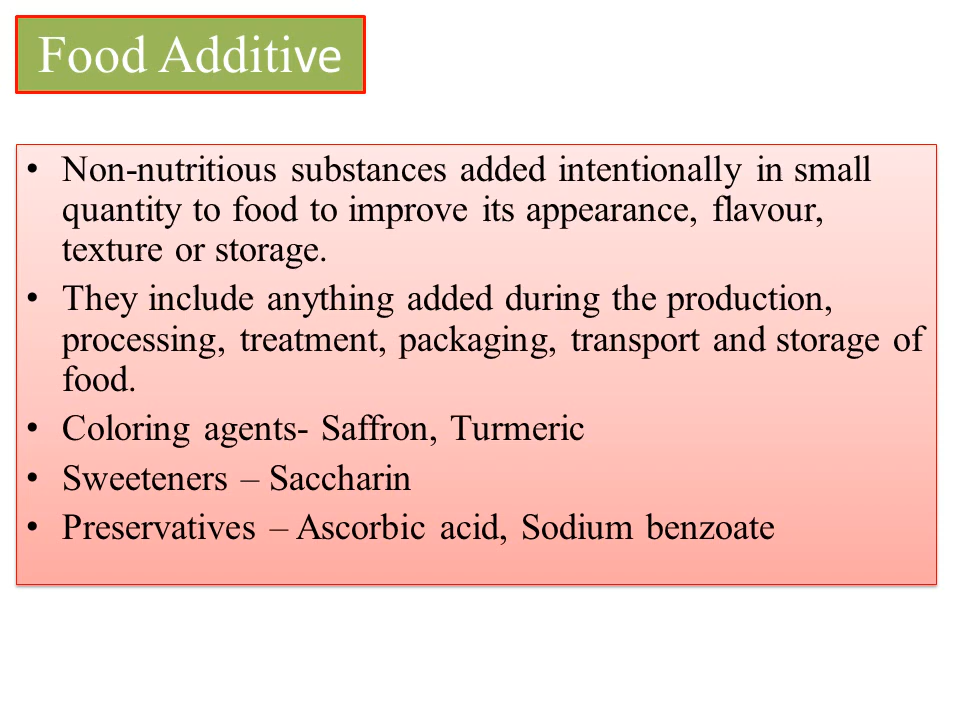 Food Additive
• Non-nutritious substances added intentionally in small
quantity to food to improve its appearance, flavour,
texture or storage.
• They include anything added during the production,
processing, treatment, packaging, transport and storage of
food.
• Coloring agents- Saffron, Turmeric
• Sweeteners – Saccharin
• Preservatives – Ascorbic acid, Sodium benzoate